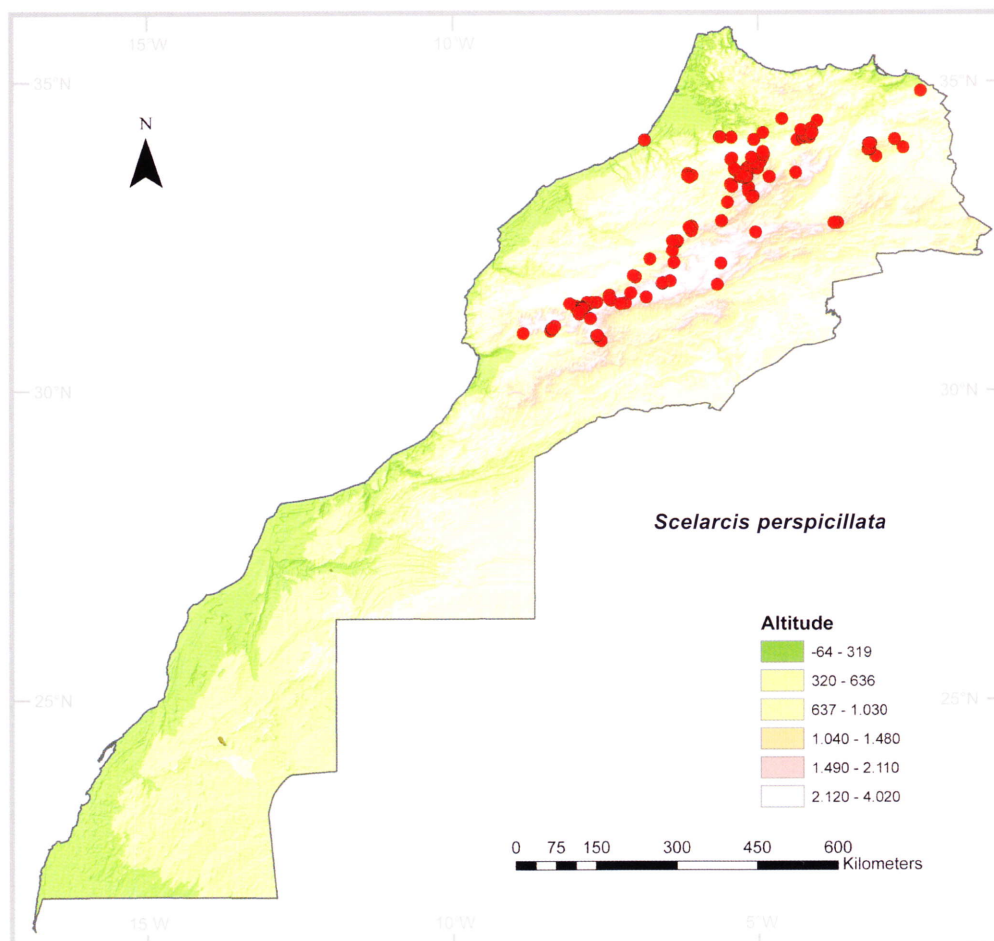 15°W 10°W 5°W
35°N 35°N
N
30°N 30°N
Scelarcis perspicillata
Altitude
-64 - 319
320 - 636
637 - 1.030
25°N 25°N
1.040 - 1.480
1.490 - 2.110
2.120 - 4.020
0 75 150 300 450 600
Kilometers
15°W 10°W 5°W